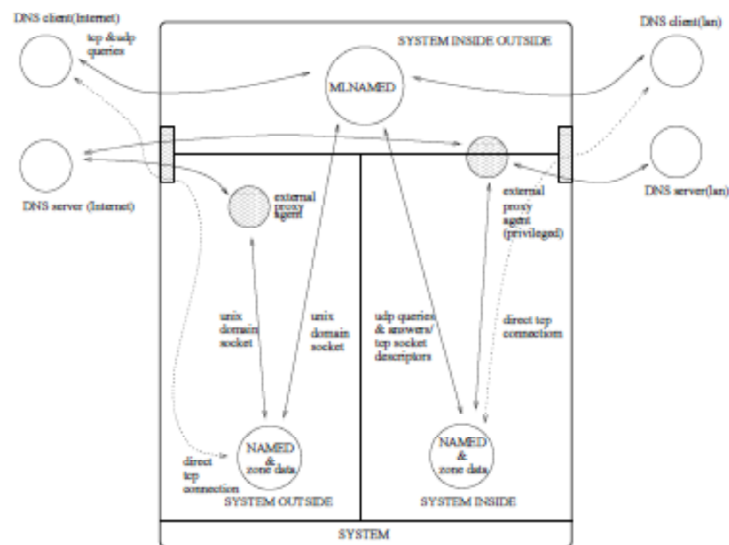 DNS client(Internet)
tcp &udp
queries
SYSTEM INSIDE OUTSIDE
DNS client(lan)
MLNAMED
DNS server (Internet)
DNS server(lan)
external
proxy
agent
external
proxy
agent
(privileged)
unix
domain
socket
unix
domain
socket
udp queries
& answers/
tcp socket
descriptors
direct tcp
connectiom
NAMED
&
zone data
NAMED
&
zone data
direct
tcp
connection
SYSTEM OUTSIDE
SYSTEM INSIDE
SYSTEM